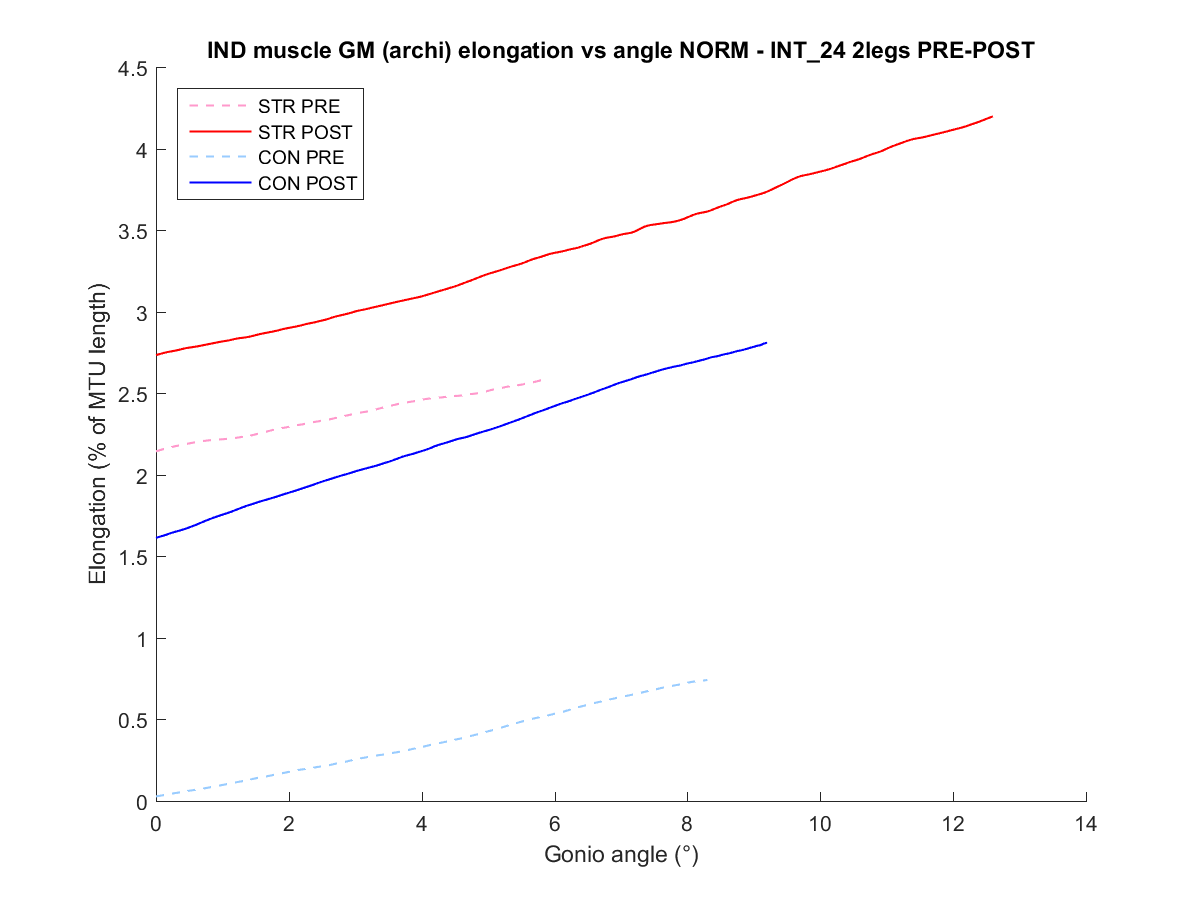 IND muscle GM (archi) elongation vs angle NORM - INT_24 2legs PRE-POST
4.5
4
3.5
3
2.5
2
1.5
1
0.5
0
Elongation (% of MTU length)
STR PRE
STR POST
CON PRE
CON POST
0 2 4 6 8 10 12 14
Gonio angle (°)